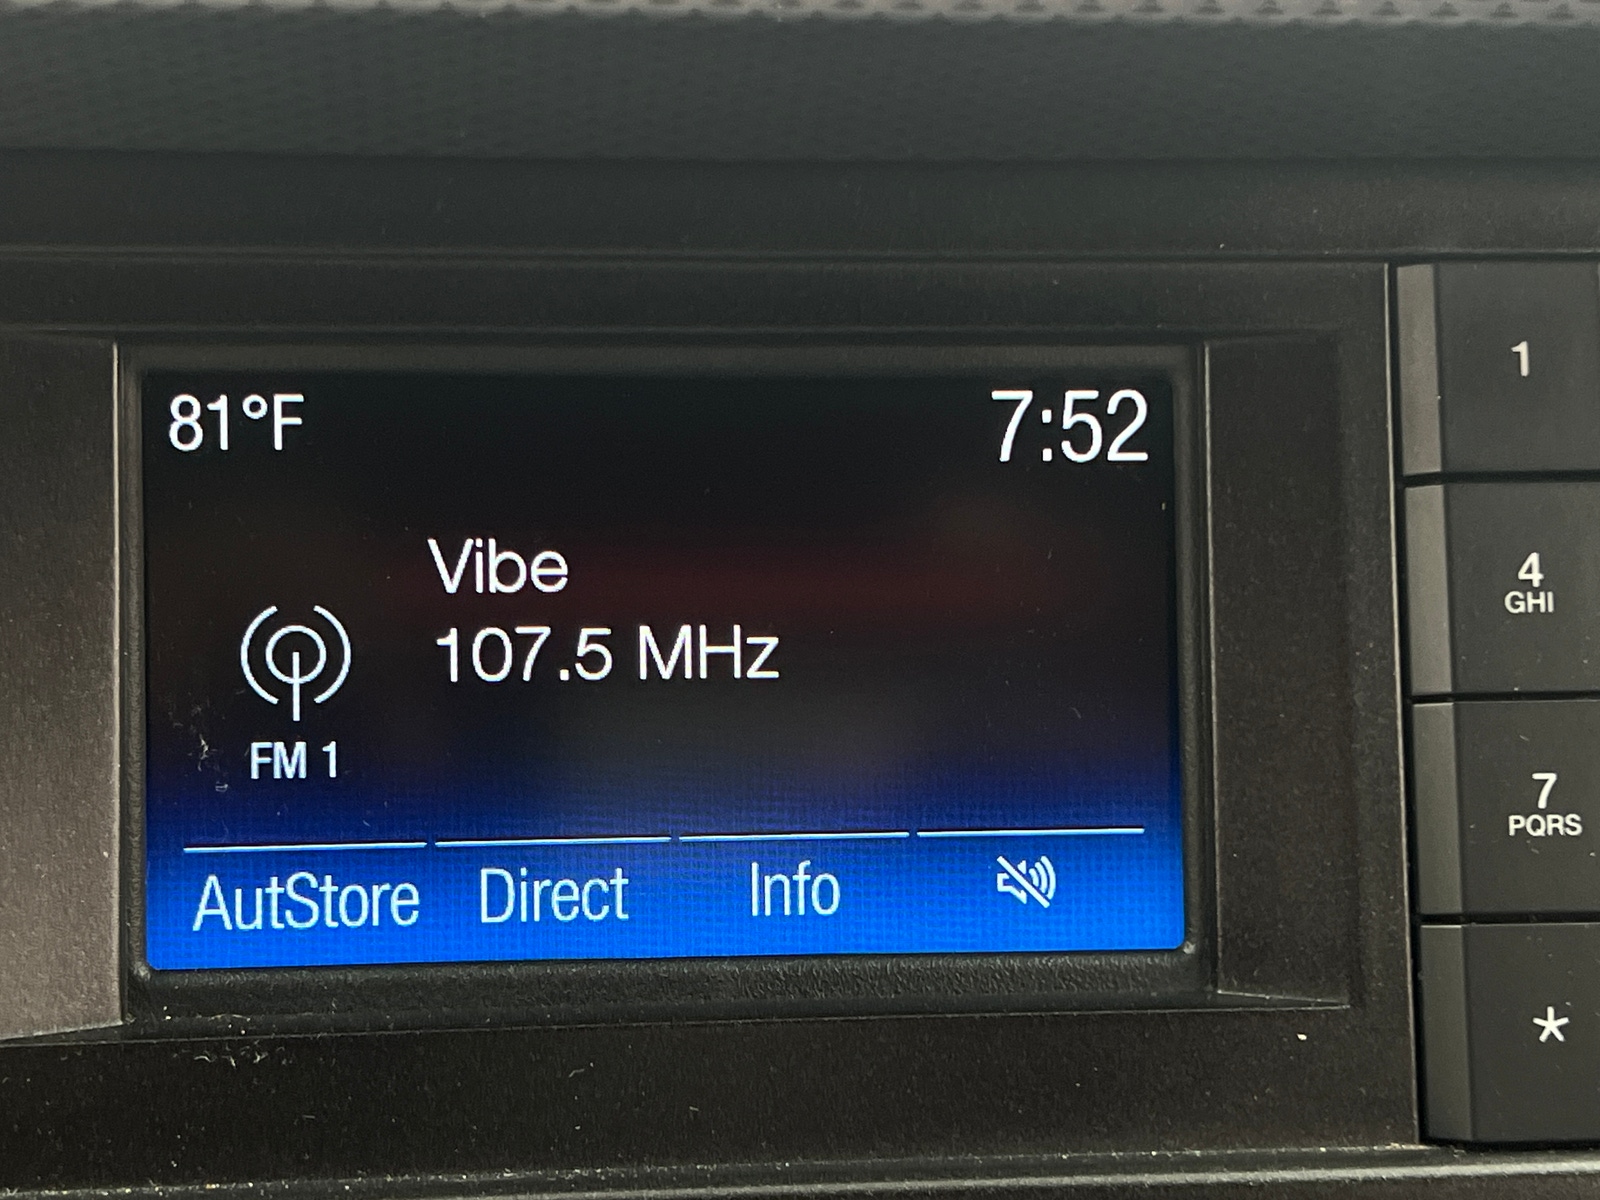 81°F
7:52
Vibe
107.5 MHz
FM 1
AutStore
Direct
Info
1
4
GHI
7
PQRS
*